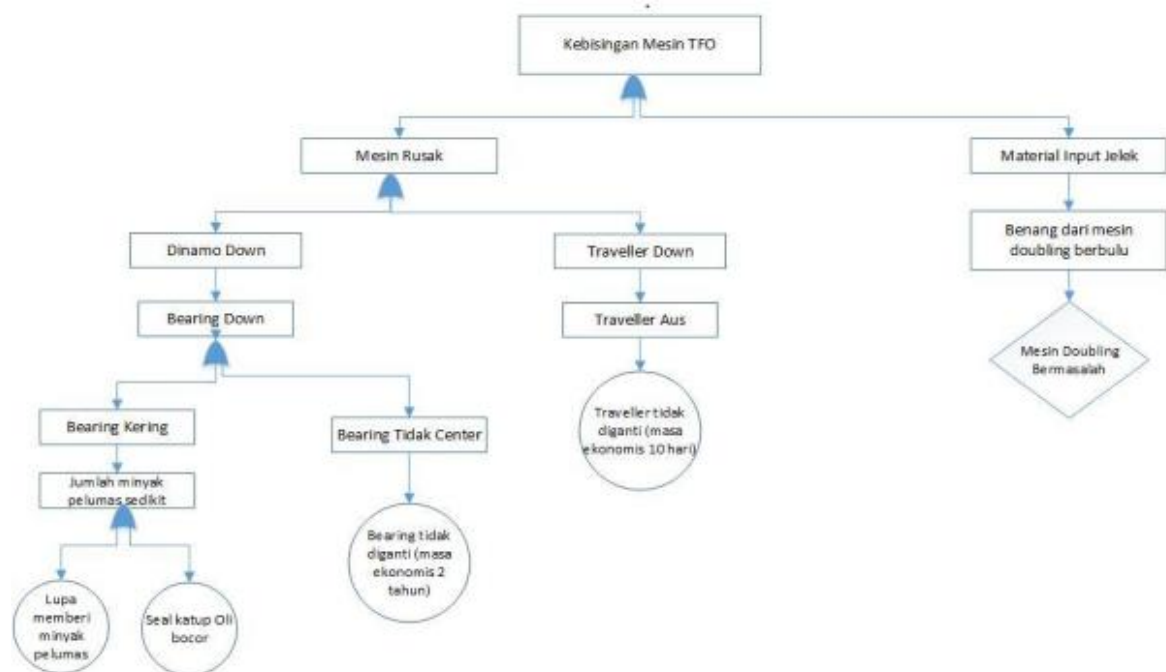 Kebisingan Mesin TFO
Mesin Rusak
Material Input Jelek
Dinamo Down
Traveller Down
Benang dari mesin
doubling berbulu
Bearing Down
Traveller Aus
Mesin Doubling
Bermasalah
Bearing Kering
Bearing Tidak Center
Traveller tidak
diganti (masa
ekonomis 10 hari)
Jumlah minyak
pelumas sedikit
Bearing tidak
diganti (masa
ekonomis 2
tahun)
Lupa
memberi
minyak
pelumas
Seal katup Oli
bocor